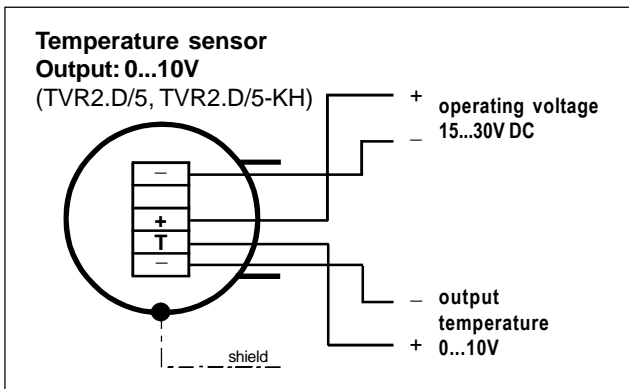 Temperature sensor
Output: 0...10V
(TVR2.D/5, TVR2.D/5-KH)
+ operating voltage
– 15...30V DC
–
+
T
–
– output
temperature
+ 0...10V
shield